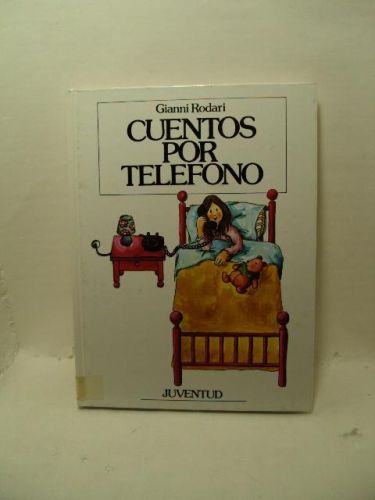 Gianni Rodari
CUENTOS
POR
TELEFONO
JUVENTUD